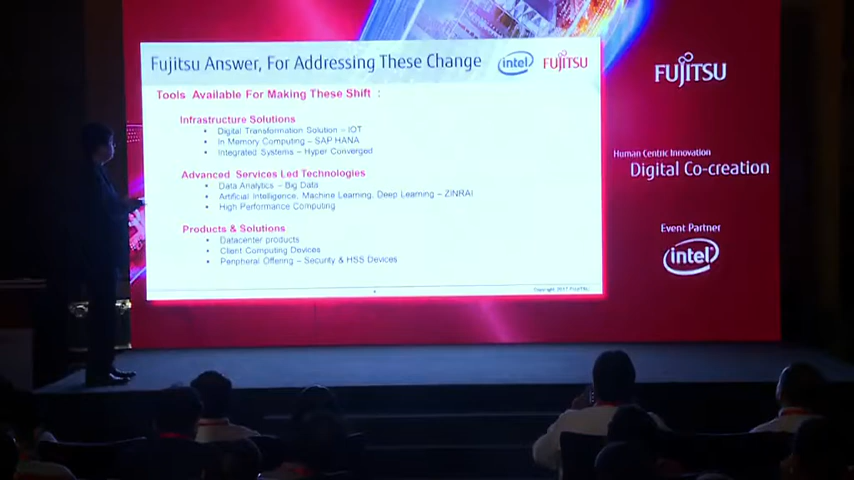 Fujitsu Answer, For Addressing These Change
intel
FUJITSU
Tools Available For Making These Shift :
Infrastructure Solutions
• Digital Transformation Solution – IOT
• In Memory Computing – SAP HANA
• Integrated Systems – Hyper Converged
Advanced Services Led Technologies
• Data Analytics – Big Data
• Artificial Intelligence, Machine Learning, Deep Learning – ZINRAI
• High Performance Computing
Products & Solutions
• Datacenter products
• Client Computing Devices
• Peripheral Offering – Security & HSS Devices
Copyright 2017 FUJITSU
FUJITSU
Human Centric Innovation
Digital Co-creation
Event Partner
intel